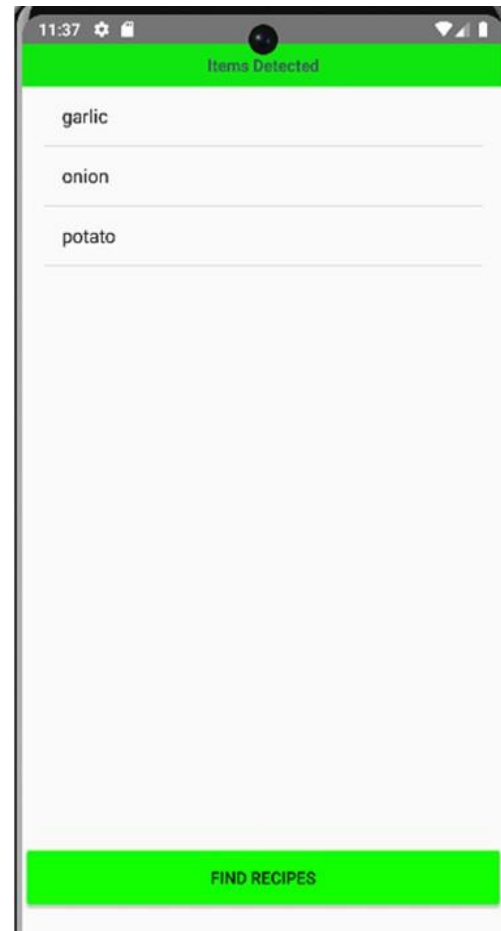 11:37
Items Detected
garlic
onion
potato
FIND RECIPES